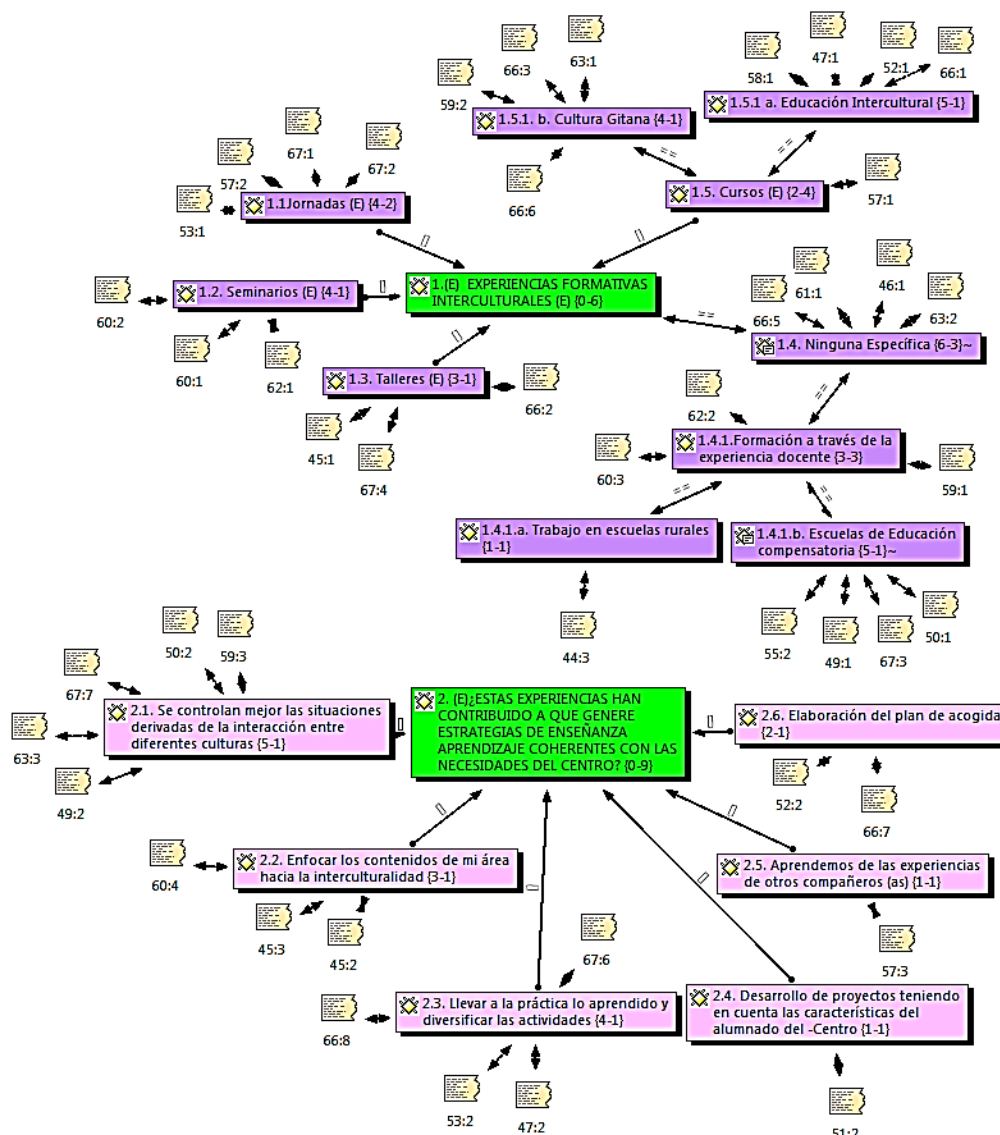 63:1
66:3
59:2
1.5.1. b. Cultura Gitana {4-1}
66:6
47:1
52:1
58:1
66:1
1.5.1 a. Educación Intercultural {5-1}
==
==
1.5. Cursos (E) {2-4}
57:1
67:1
67:2
57:2
53:1
1.1Jornadas (E) {4-2}
[]
[]
1.2. Seminarios (E) {4-1}
[]
60:2
60:1
62:1
1.(E) EXPERIENCIAS FORMATIVAS
INTERCULTURALES (E) {0-6}
==
46:1
61:1
66:5
63:2
1.4. Ninguna Específica {6-3}~
[]
1.3. Talleres (E) {3-1}
66:2
45:1
67:4
==
62:2
60:3
1.4.1.Formación a través de la
experiencia docente {3-3}
59:1
==
==
1.4.1.a. Trabajo en escuelas rurales
{1-1}
44:3
1.4.1.b. Escuelas de Educación
compensatoria {5-1}~
55:2
49:1
67:3
50:1
50:2
59:3
67:7
63:3
49:2
2.1. Se controlan mejor las situaciones
derivadas de la interacción entre
diferentes culturas {5-1}
[]
2. (E)¿ESTAS EXPERIENCIAS HAN
CONTRIBUIDO A QUE GENERE
ESTRATEGIAS DE ENSEÑANZA
APRENDIZAJE COHERENTES CON LAS
NECESIDADES DEL CENTRO? {0-9}
[]
2.6. Elaboración del plan de acogida
{2-1}
52:2
66:7
[]
[]
[]
[]
2.2. Enfocar los contenidos de mi área
hacia la interculturalidad {3-1}
60:4
45:3
45:2
2.5. Aprendemos de las experiencias
de otros compañeros (as) {1-1}
57:3
67:6
2.3. Llevar a la práctica lo aprendido y
diversificar las actividades {4-1}
66:8
53:2
47:2
2.4. Desarrollo de proyectos teniendo
en cuenta las características del
alumnado del -Centro {1-1}
51:2